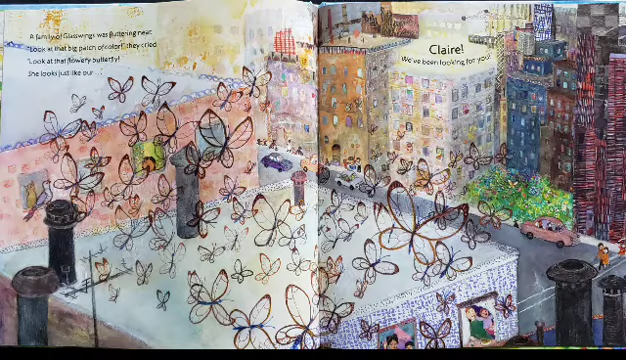 A family of Glasswings was fluttering near.
"Look at that big patch of color!" they cried.
"Look at that flowery butterfly!
She looks just like our . . .
Claire!
We've been looking for you!"